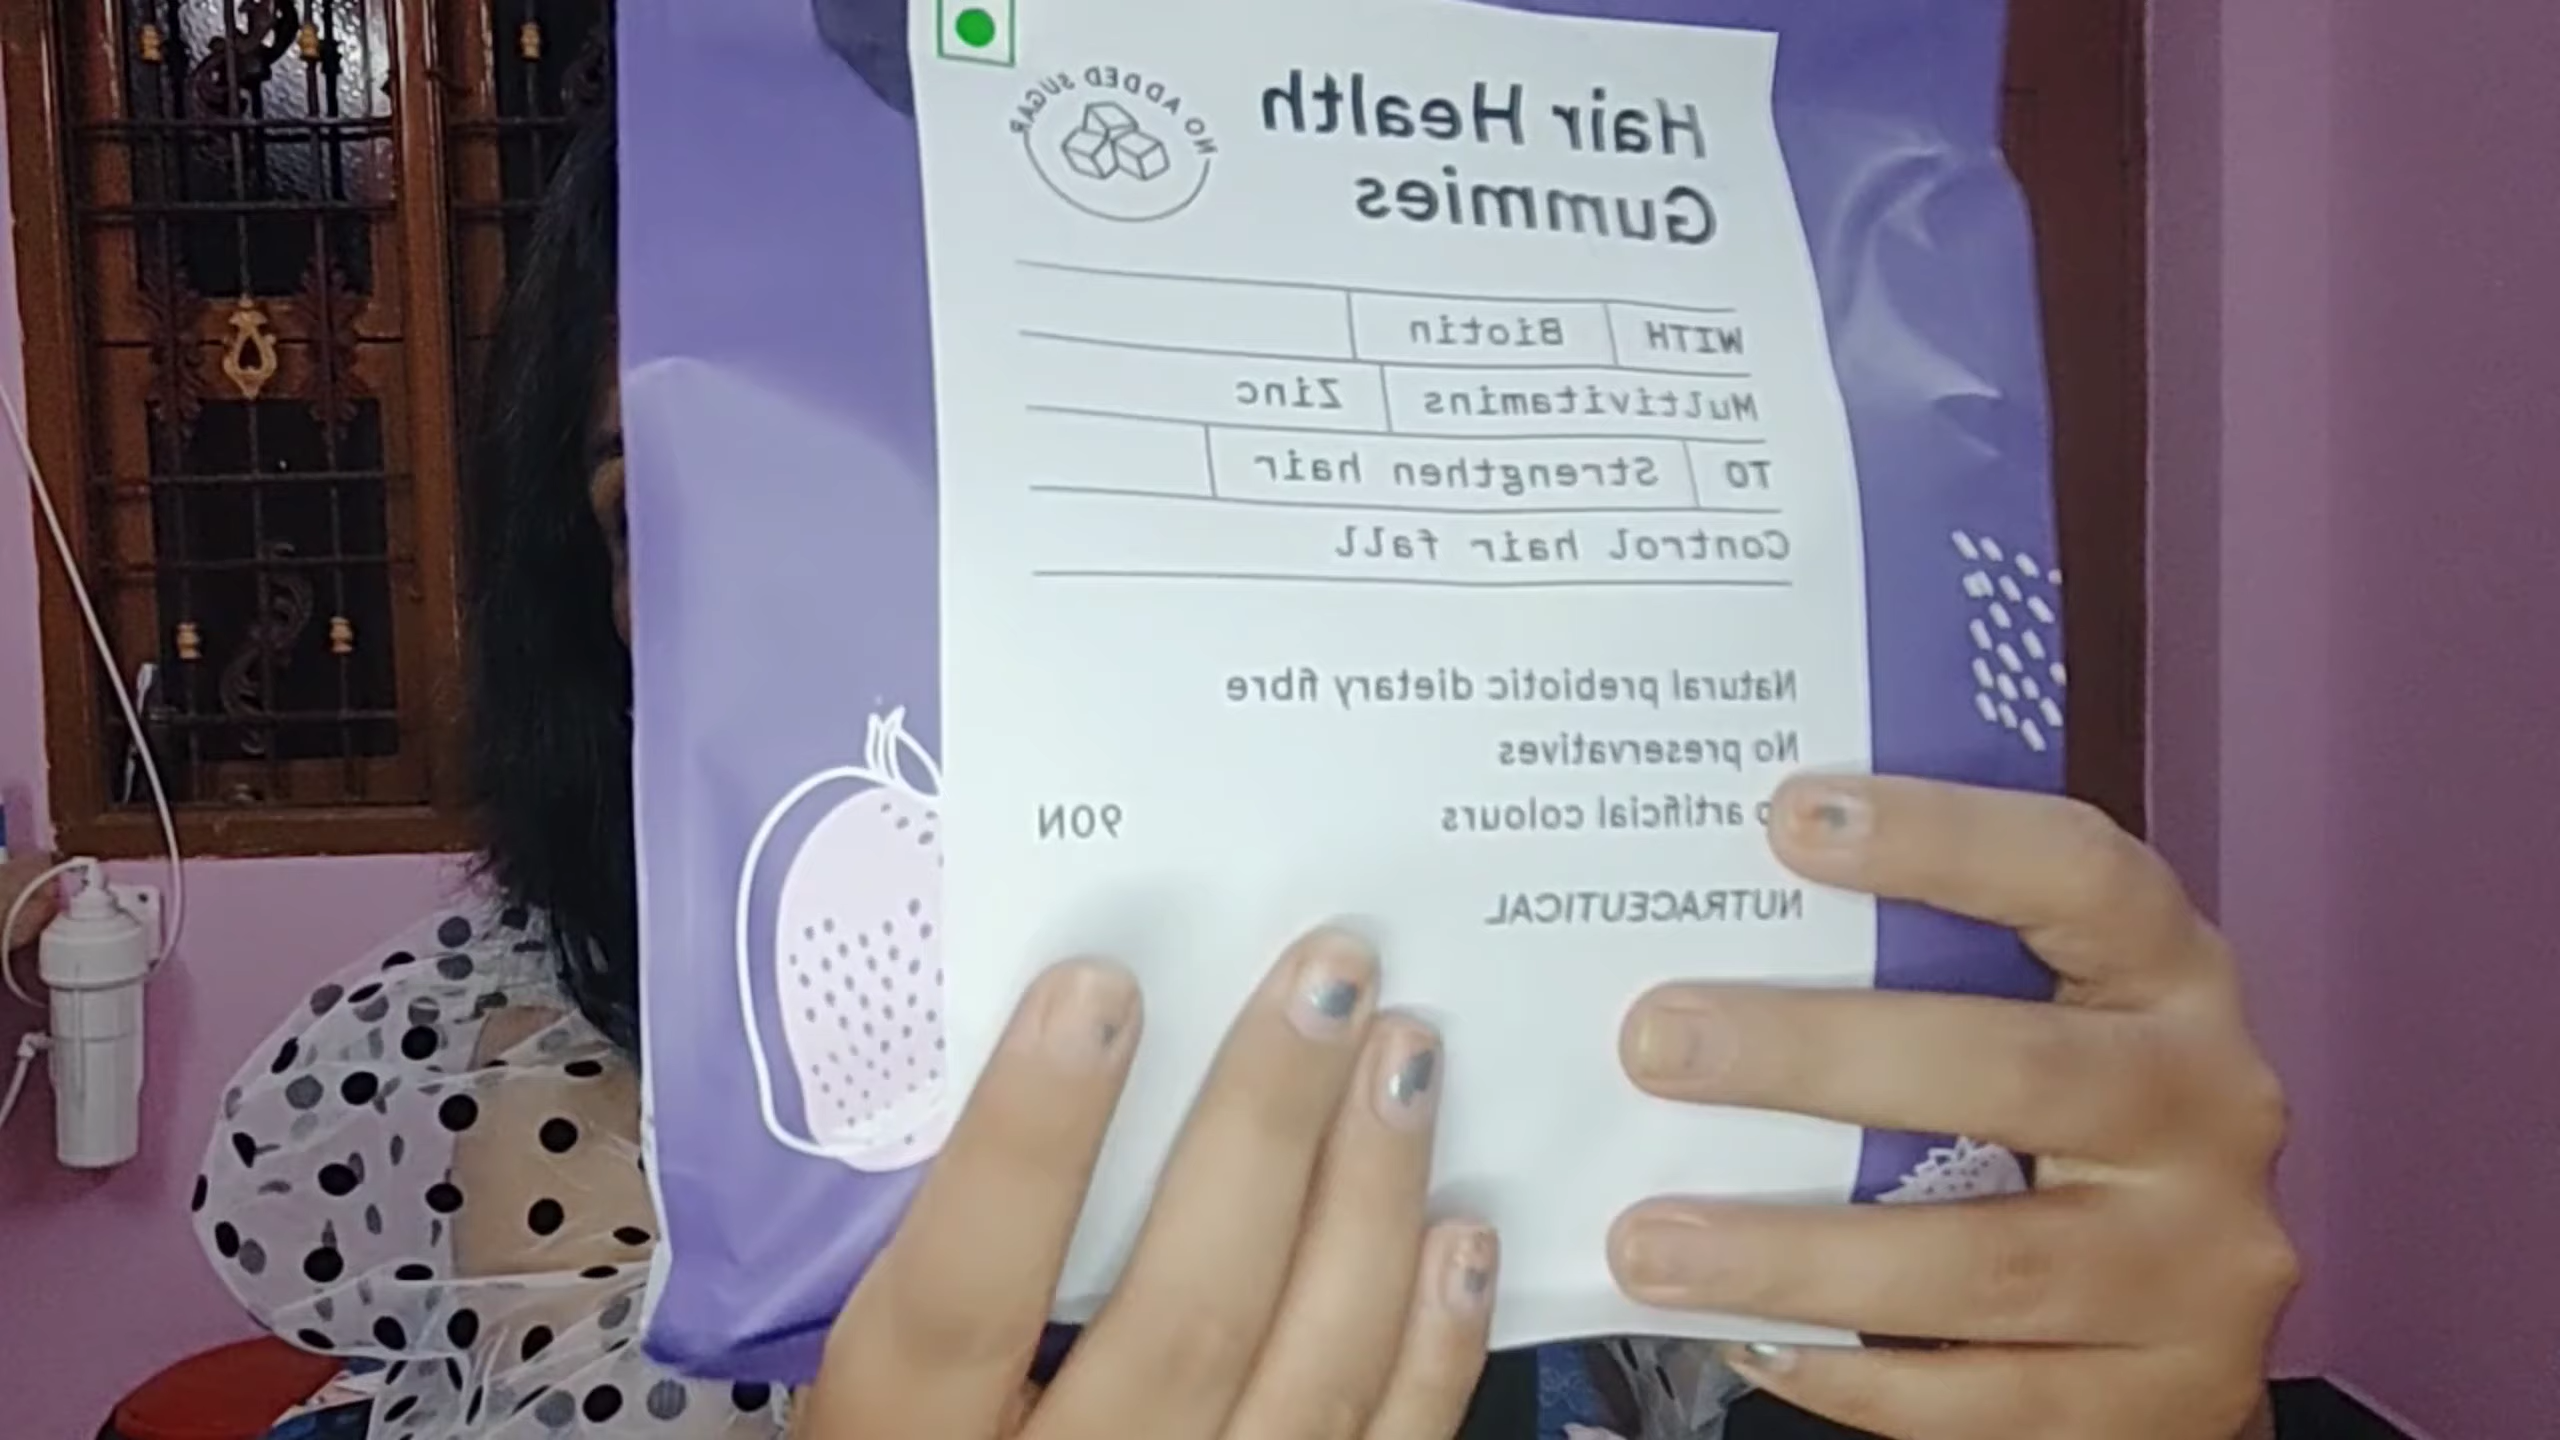 Hair Health
Gummies
NO ADDED SUGAR
WITH Biotin
Multivitamins Zinc
TO Strengthen hair
Control hair fall
Natural prebiotic dietary fibre
No preservatives
artificial colours
90N
NUTRACEUTICAL